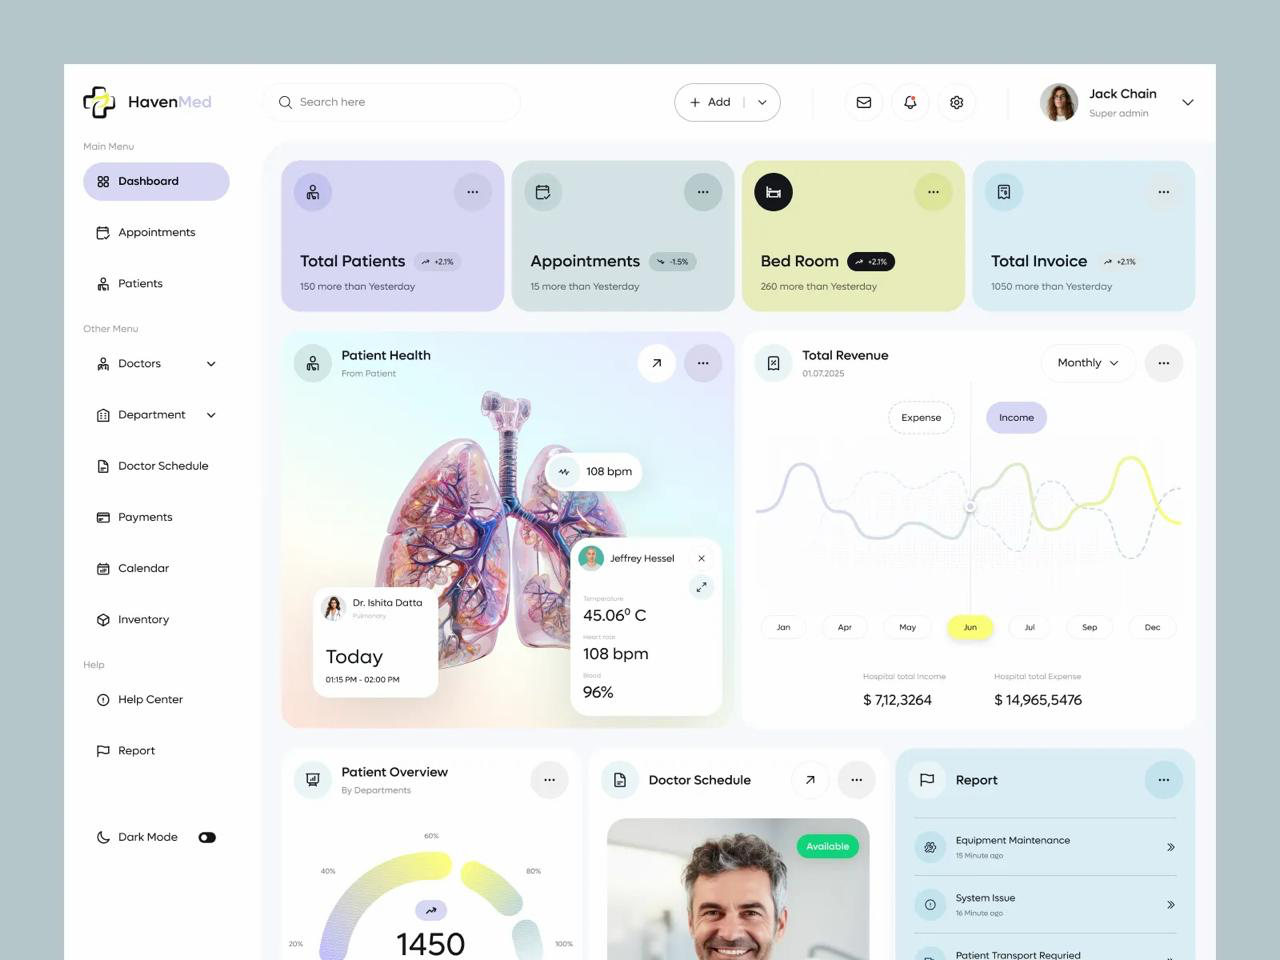 HavenMed
Search here
Add
Jack Chain
Super admin
Main Menu
Dashboard
Appointments
Patients
Other Menu
Doctors
Department
Doctor Schedule
Payments
Calendar
Inventory
Help
Help Center
Report
Dark Mode
Total Patients
+2.1%
150 more than Yesterday
Appointments
-1.5%
15 more than Yesterday
Bed Room
+2.1%
260 more than Yesterday
Total Invoice
+2.1%
1050 more than Yesterday
Patient Health
From Patient
108 bpm
Dr. Ishita Datta
Pulmonary
Today
01:15 PM - 02:00 PM
Jeffrey Hessel
Temperature
45.06⁰ C
Heart rate
108 bpm
Blood
96%
Total Revenue
01.07.2025
Monthly
Expense
Income
Jan
Apr
May
Jun
Jul
Sep
Dec
Hospital total Income
$ 7,12,3264
Hospital total Expense
$ 14,965,5476
Patient Overview
By Departments
60%
40%
80%
20%
100%
1450
Doctor Schedule
Available
Report
Equipment Maintenance
15 Minute ago
System Issue
16 Minute ago
Patient Transport Requried